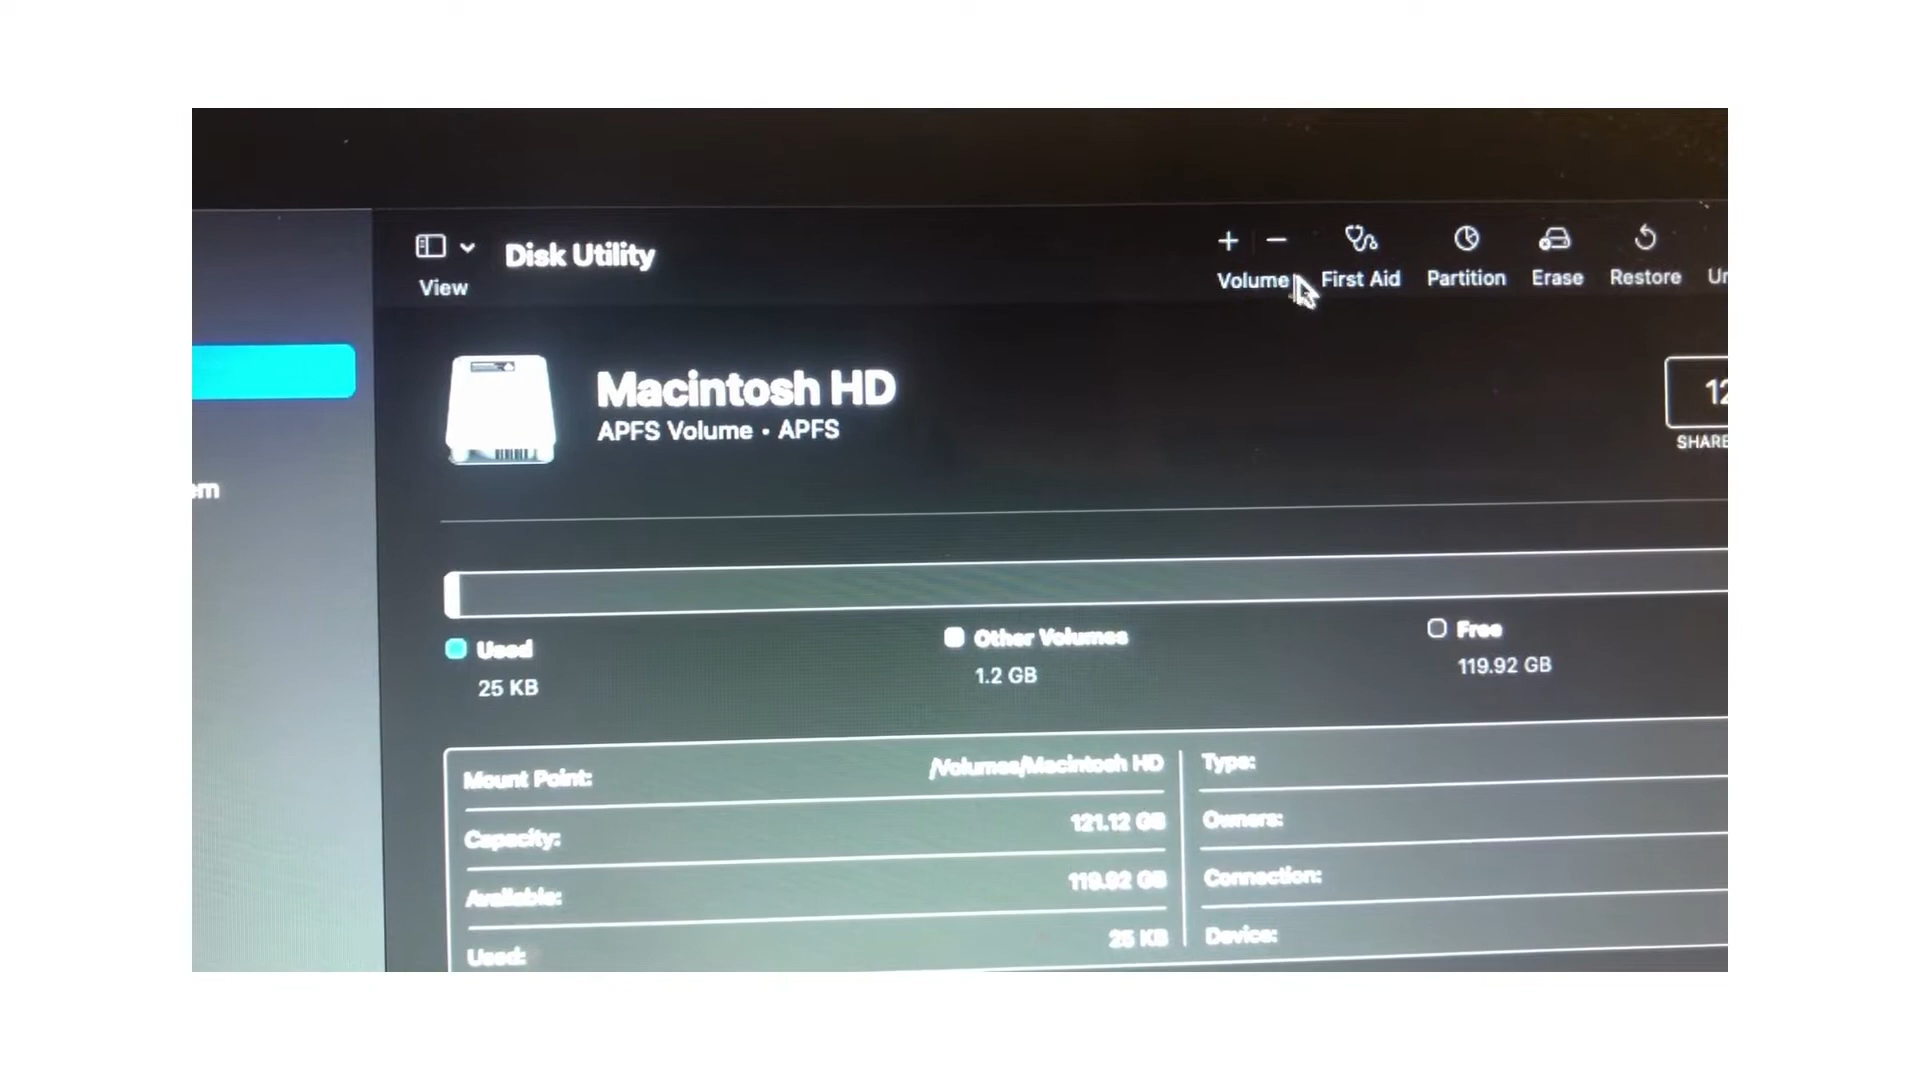 Disk Utility
View
Volume First Aid Partition Erase Restore
Macintosh HD
APFS Volume • APFS
Used
25 KB
Other Volumes
1.2 GB
Free
119.92 GB
Mount Point: /Volumes/Macintosh HD
Capacity: 121.12 GB
Available: 119.92 GB
Used: 25 KB
Type:
Owners:
Connection:
Device: